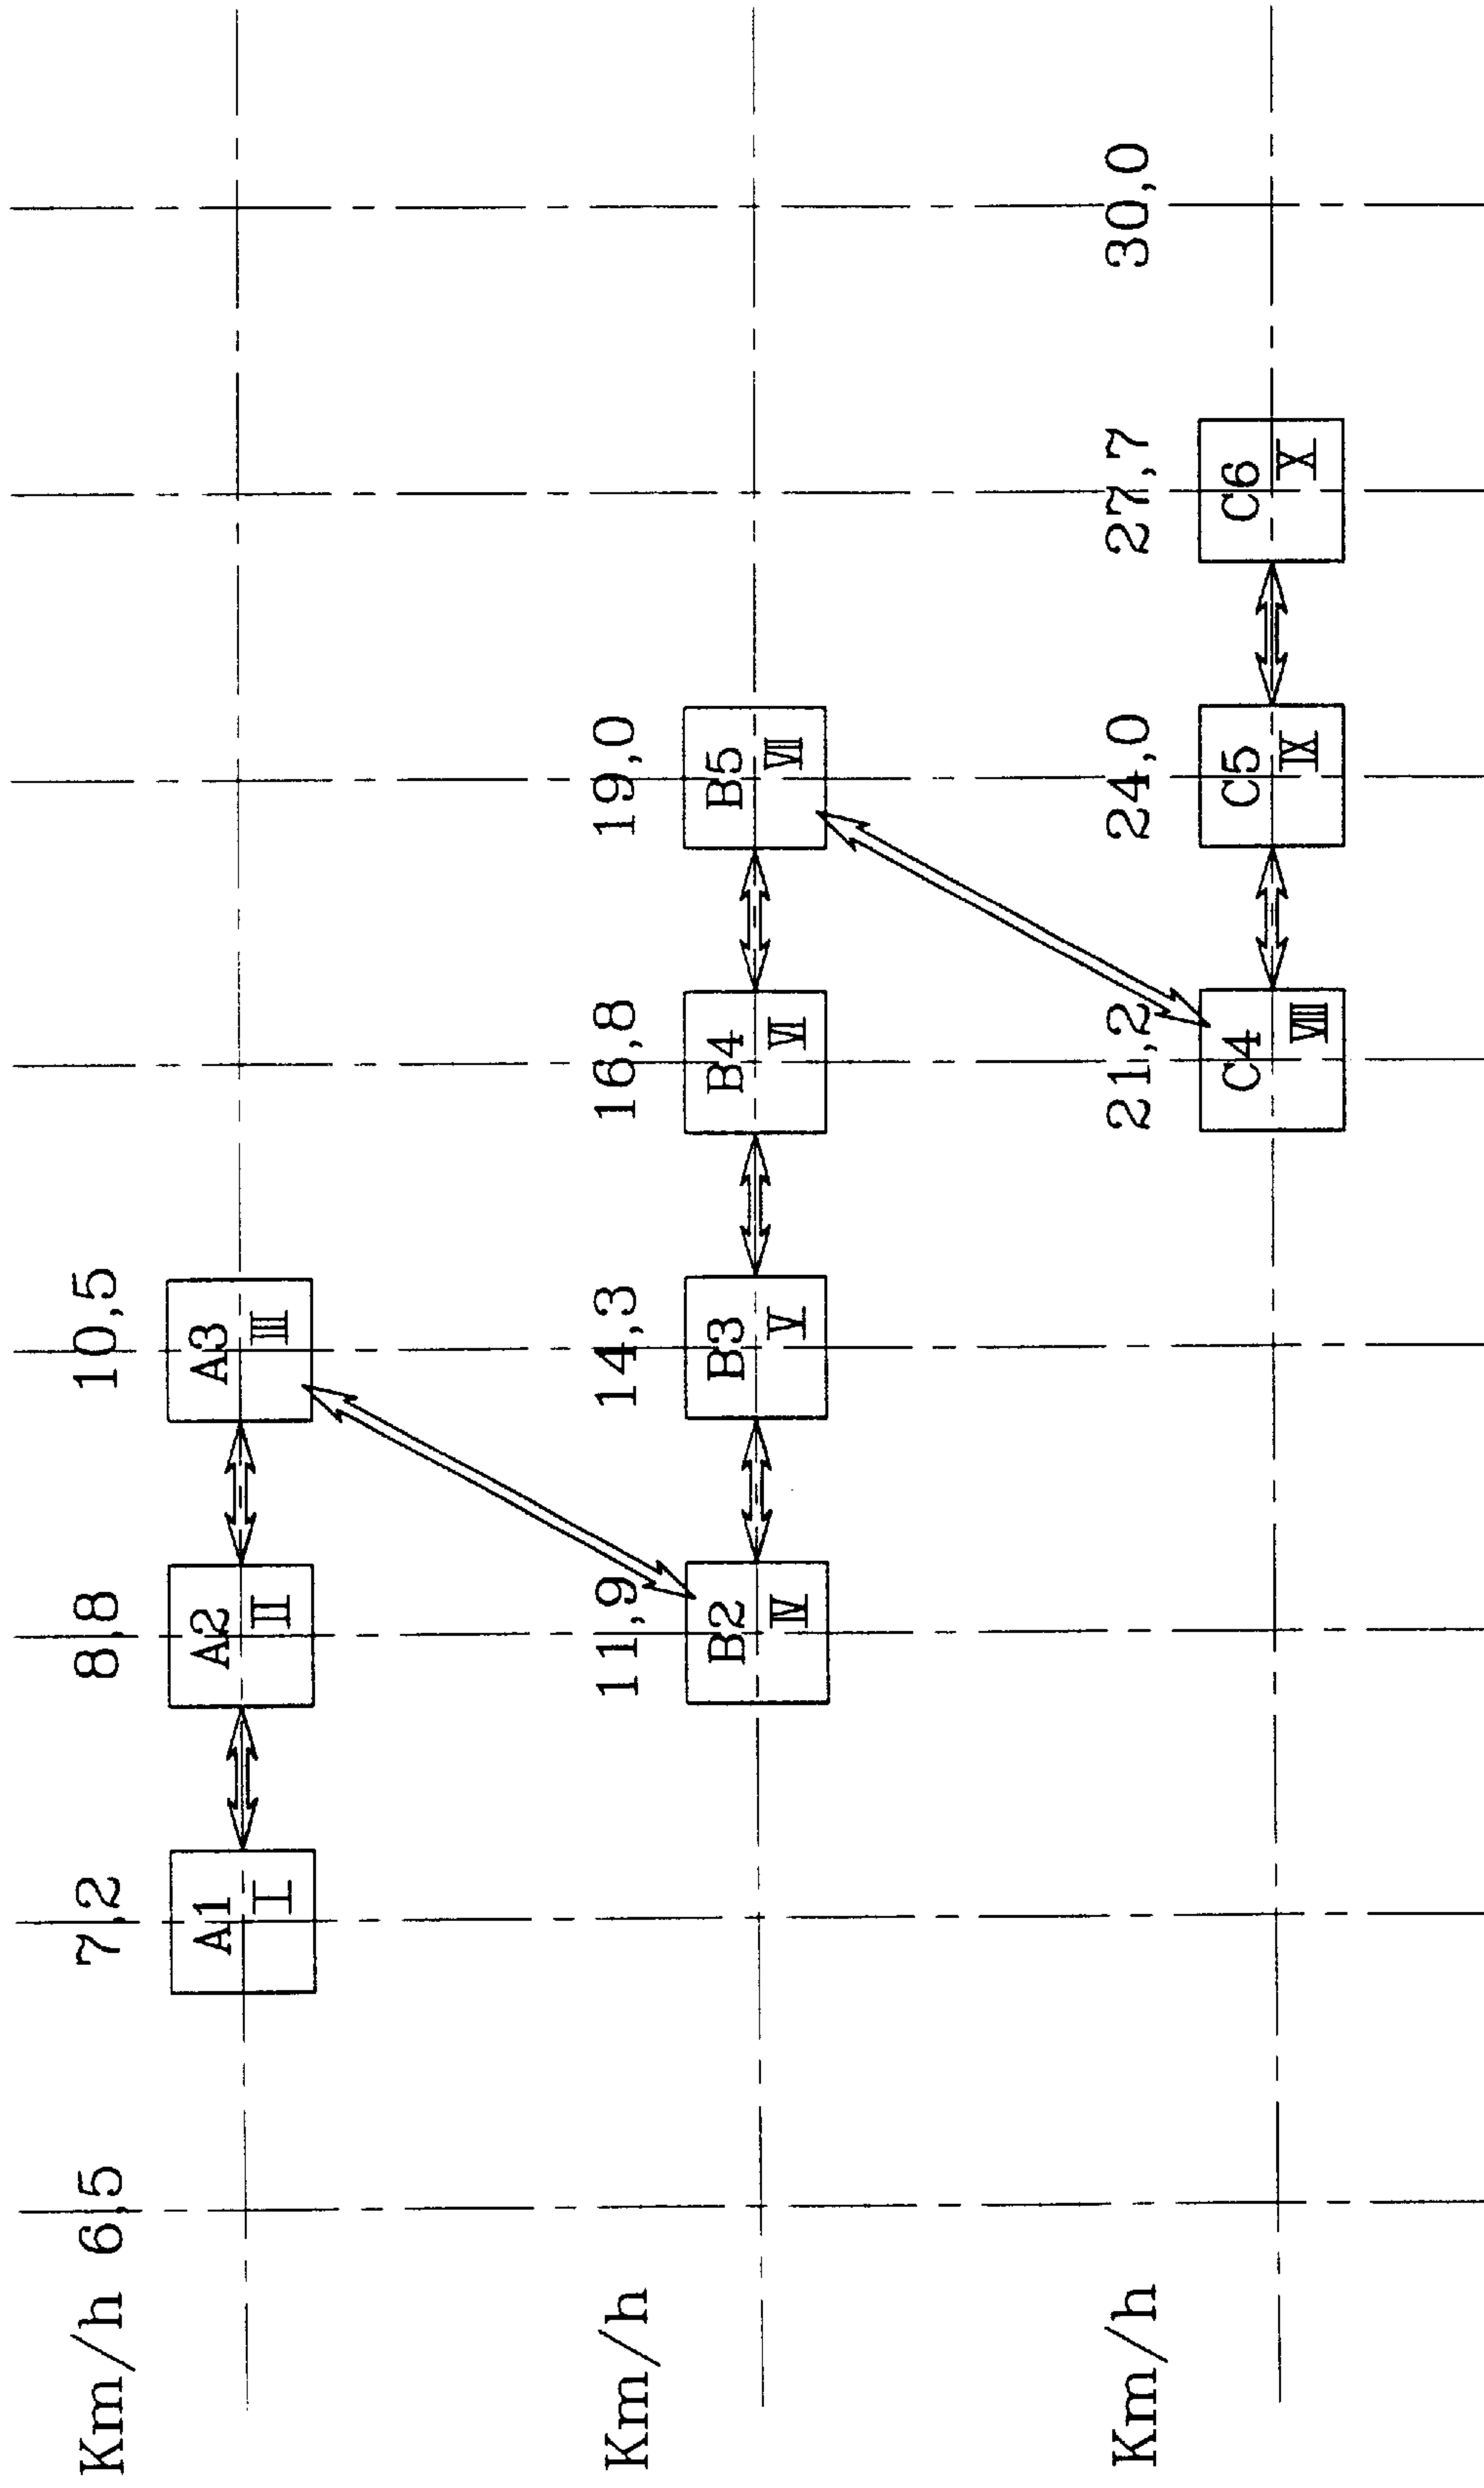 Km/h 6,5 7,2 8,8 10,5
A1 A2 A3
I II III
Km/h 11,9 14,3 16,8 19,0
B2 B3 B4 B5
IV V VI VII
Km/h 21,2 24,0 27,7 30,0
C4 C5 C6
VIII IX X